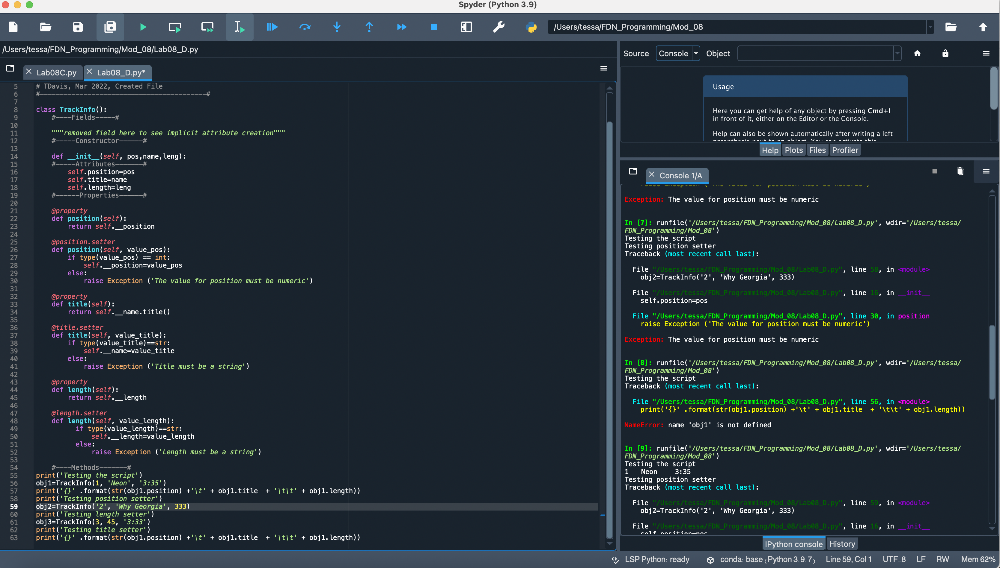 Spyder (Python 3.9)
/Users/tessa/FDN_Programming/Mod_08
/Users/tessa/FDN_Programming/Mod_08/Lab08_D.py
Lab08C.py
Lab08_D.py*
5 # TDavis, Mar 2022, Created File
6 #------------------------------------------#
7
8 class TrackInfo():
9 #----Fields-----#
10
11 """removed field here to see implicit attribute creation"""
12 #-----Constructor------#
13
14 def __init__(self, pos,name,leng):
15 #-----Attributes-------#
16 self.position=pos
17 self.title=name
18 self.length=leng
19 #------Properties------#
20
21 @property
22 def position(self):
23 return self.__position
24
25 @position.setter
26 def position(self, value_pos):
27 if type(value_pos) == int:
28 self.__position=value_pos
29 else:
30 raise Exception ('The value for position must be numeric')
31
32 @property
33 def title(self):
34 return self.__name.title()
35
36 @title.setter
37 def title(self, value_title):
38 if type(value_title)==str:
39 self.__name=value_title
40 else:
41 raise Exception ('Title must be a string')
42
43 @property
44 def length(self):
45 return self.__length
46
47 @length.setter
48 def length(self, value_length):
49 if type(value_length)==str:
50 self.__length=value_length
51 else:
52 raise Exception ('Length must be a string')
53
54 #----Methods-------#
55 print('Testing the script')
56 obj1=TrackInfo(1, 'Neon', '3:35')
57 print('{}' .format(str(obj1.position) +'\t' + obj1.title  + '\t\t' + obj1.length))
58 print('Testing position setter')
59 obj2=TrackInfo('2', 'Why Georgia', 333)
60 print('Testing length setter')
61 obj3=TrackInfo(3, 45, '3:33')
62 print('Testing title setter')
63 print('{}' .format(str(obj1.position) +'\t' + obj1.title  + '\t\t' + obj1.length))
Source Console Object
Usage
Here you can get help of any object by pressing Cmd+I
in front of it, either on the Editor or the Console.
Help can also be shown automatically after writing a left
parenthesis next to an object. You can activate this
Help Plots Files Profiler
Console 1/A
raise Exception ('The value for position must be numeric')
Exception: The value for position must be numeric
In [7]: runfile('/Users/tessa/FDN_Programming/Mod_08/Lab08_D.py', wdir='/Users/tessa/
FDN_Programming/Mod_08')
Testing the script
Testing position setter
Traceback (most recent call last):
File "/Users/tessa/FDN_Programming/Mod_08/Lab08_D.py", line 58, in <module>
obj2=TrackInfo('2', 'Why Georgia', 333)
File "/Users/tessa/FDN_Programming/Mod_08/Lab08_D.py", line 16, in __init__
self.position=pos
File "/Users/tessa/FDN_Programming/Mod_08/Lab08_D.py", line 30, in position
raise Exception ('The value for position must be numeric')
Exception: The value for position must be numeric
In [8]: runfile('/Users/tessa/FDN_Programming/Mod_08/Lab08_D.py', wdir='/Users/tessa/
FDN_Programming/Mod_08')
Testing the script
Traceback (most recent call last):
File "/Users/tessa/FDN_Programming/Mod_08/Lab08_D.py", line 56, in <module>
print('{}' .format(str(obj1.position) +'\t' + obj1.title  + '\t\t' + obj1.length))
NameError: name 'obj1' is not defined
In [9]: runfile('/Users/tessa/FDN_Programming/Mod_08/Lab08_D.py', wdir='/Users/tessa/
FDN_Programming/Mod_08')
Testing the script
1 Neon 3:35
Testing position setter
Traceback (most recent call last):
File "/Users/tessa/FDN_Programming/Mod_08/Lab08_D.py", line 59, in <module>
obj2=TrackInfo('2', 'Why Georgia', 333)
File "/Users/tessa/FDN_Programming/Mod_08/Lab08_D.py", line 16, in __init__
self.position=pos
IPython console History
LSP Python: ready conda: base (Python 3.9.7) Line 59, Col 1 UTF-8 LF RW Mem 62%